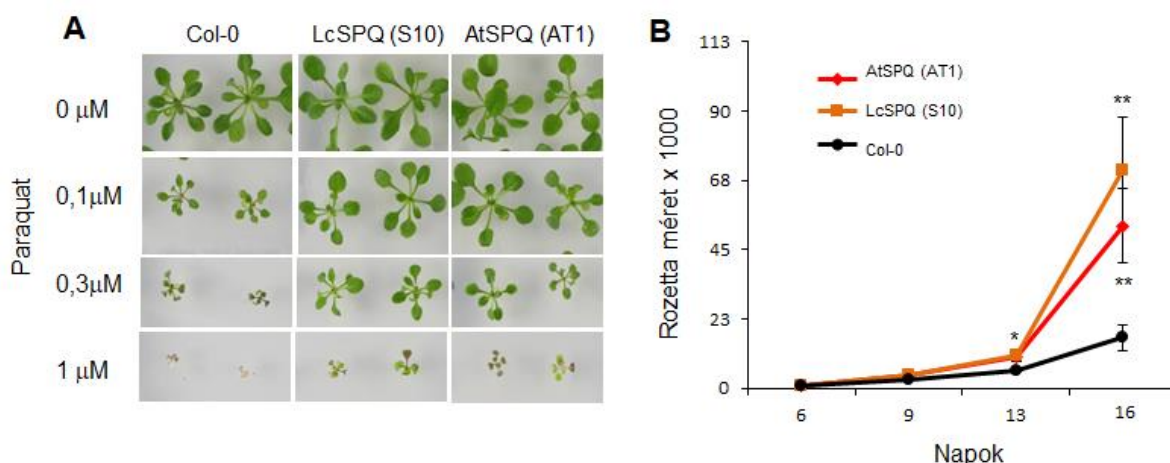 A
Col-0 LcSPQ (S10) AtSPQ (AT1)
Paraquat
0 µM
0,1µM
0,3µM
1 µM
B
Rozetta méret x 1000
113
90
68
45
23
0
AtSPQ (AT1)
LcSPQ (S10)
Col-0
**
**
*
6 9 13 16
Napok